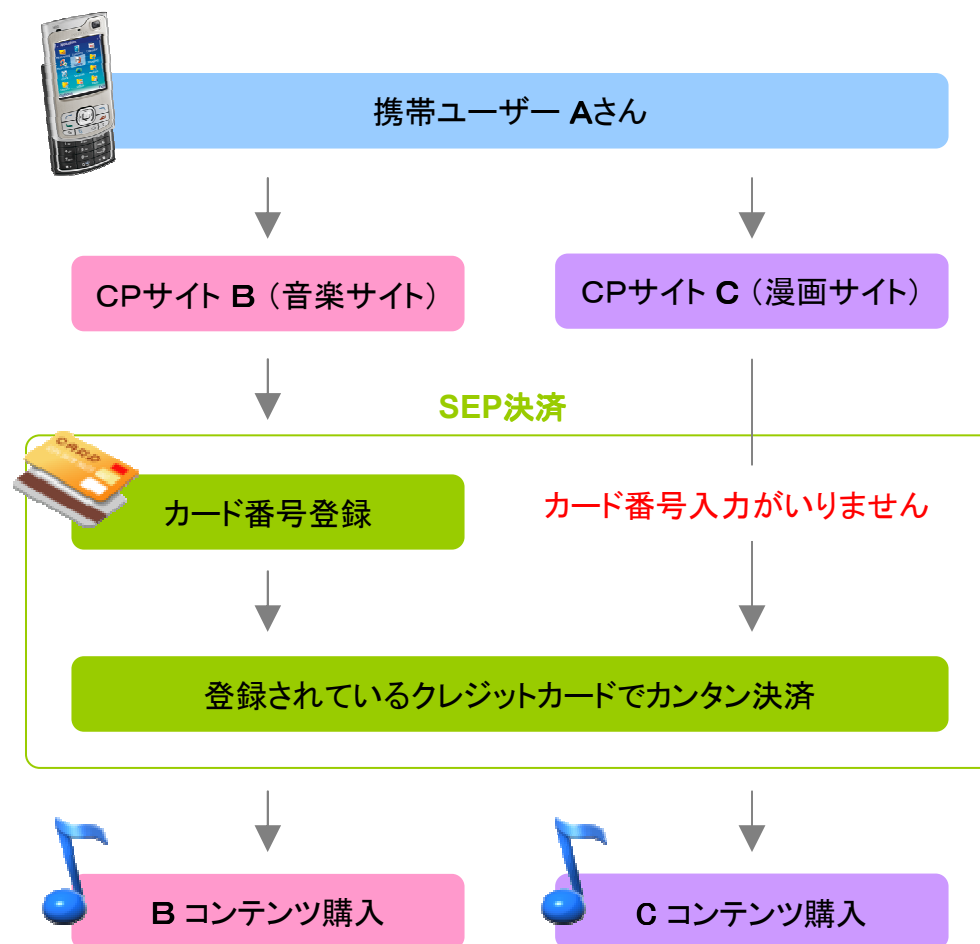 携帯ユーザー Aさん
CPサイト B（音楽サイト）
CPサイト C（漫画サイト）
SEP決済
CARD
カード番号登録
カード番号入力がいりません
登録されているクレジットカードでカンタン決済
B コンテンツ購入
C コンテンツ購入